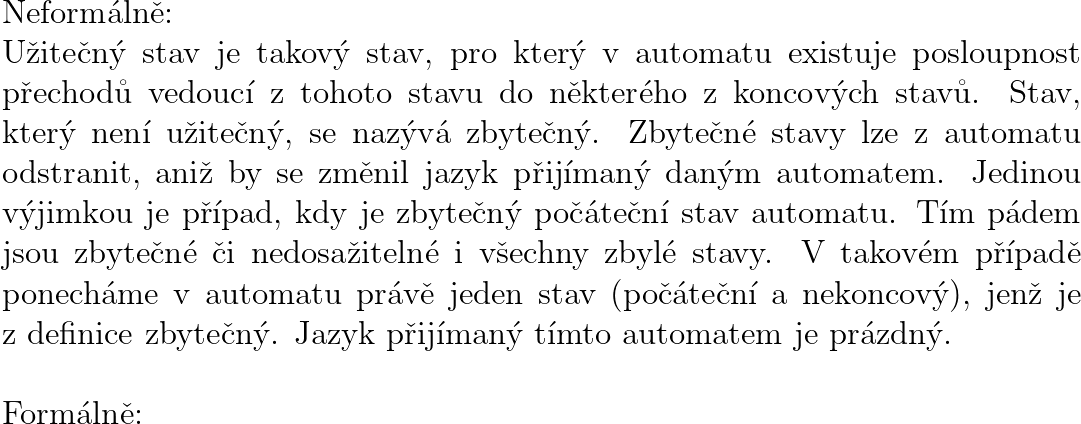 Neformálně:
Užitečný stav je takový stav, pro který v automatu existuje posloupnost
přechodů vedoucí z tohoto stavu do některého z koncových stavů. Stav,
který není užitečný, se nazývá zbytečný. Zbytečné stavy lze z automatu
odstranit, aniž by se změnil jazyk přijímaný daným automatem. Jedinou
výjimkou je případ, kdy je zbytečný počáteční stav automatu. Tím pádem
jsou zbytečné či nedosažitelné i všechny zbylé stavy. V takovém případě
ponecháme v automatu právě jeden stav (počáteční a nekoncový), jenž je
z definice zbytečný. Jazyk přijímaný tímto automatem je prázdný.
Formálně: